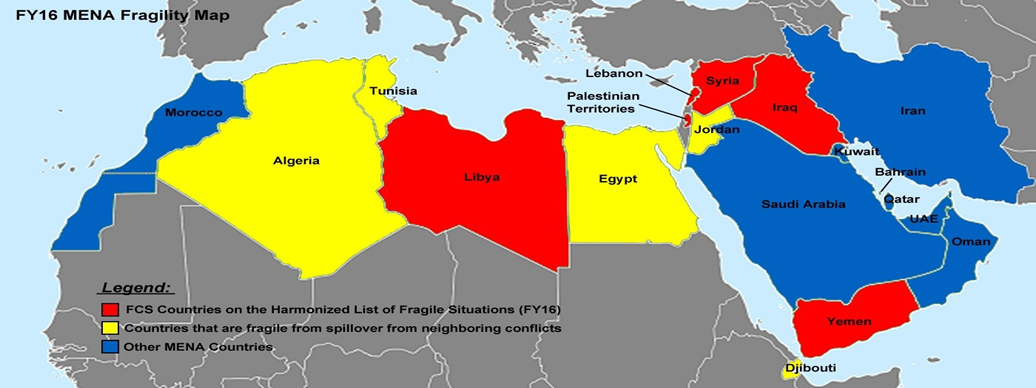 FY16 MENA Fragility Map
Lebanon
Syria
Tunisia
Palestinian
Territories
Iraq
Morocco
Iran
Jordan
Kuwait
Algeria
Bahrain
Libya
Egypt
Qatar
Saudi Arabia
UAE
Oman
Legend:
FCS Countries on the Harmonized List of Fragile Situations (FY16)
Yemen
Countries that are fragile from spillover from neighboring conflicts
Other MENA Countries
Djibouti